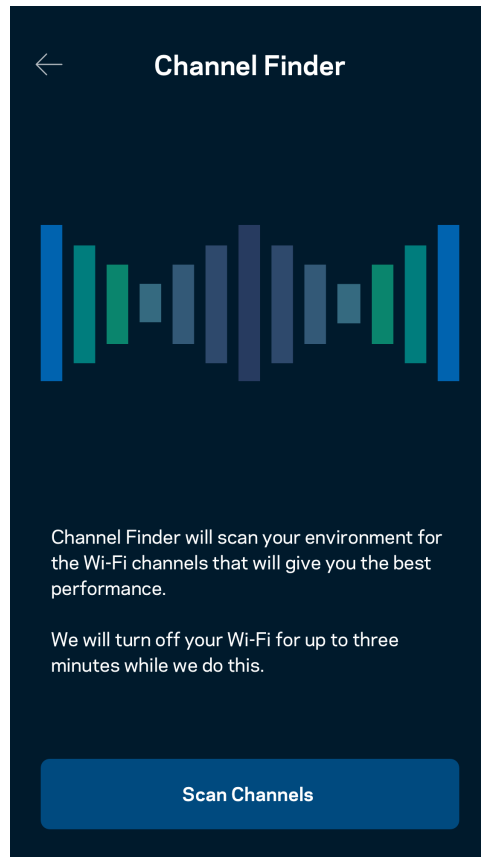 Channel Finder
Channel Finder will scan your environment for
the Wi-Fi channels that will give you the best
performance.
We will turn off your Wi-Fi for up to three
minutes while we do this.
Scan Channels